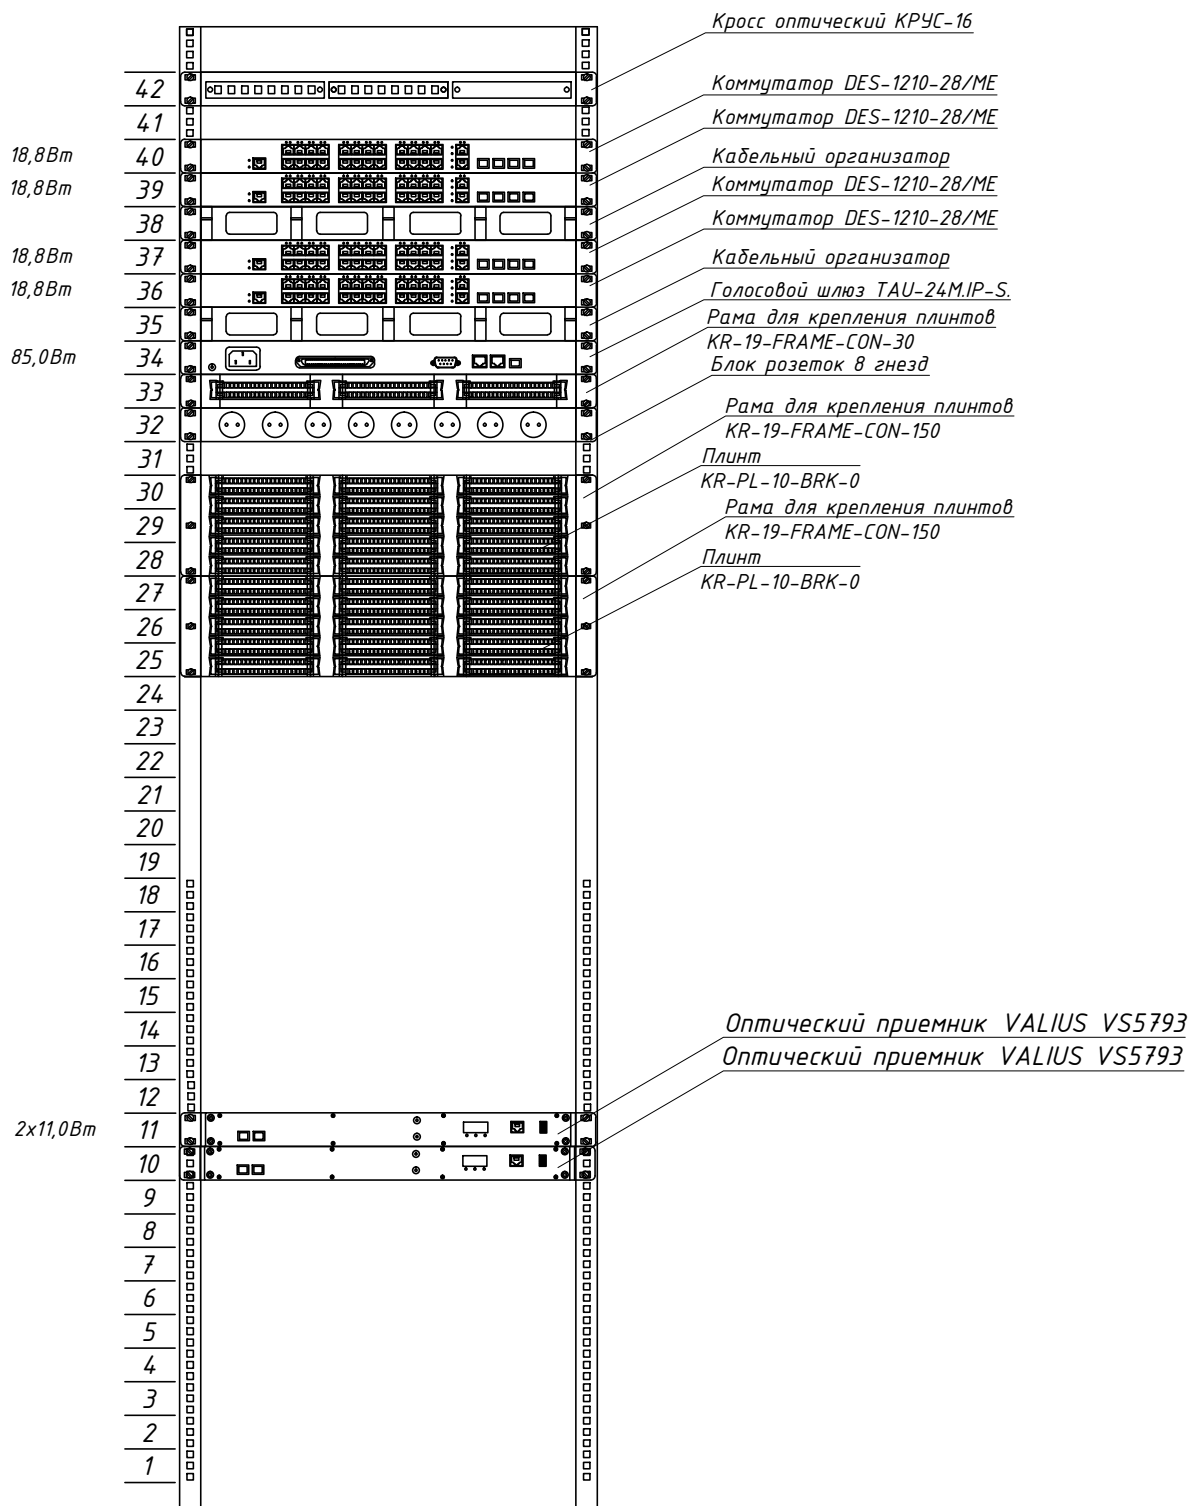 Кросс оптический КРУС-16
42
Коммутатор DES-1210-28/ME
41
Коммутатор DES-1210-28/ME
18,8Вт
40
Кабельный организатор
18,8Вт
39
Коммутатор DES-1210-28/ME
38
Коммутатор DES-1210-28/ME
18,8Вт
37
Кабельный организатор
18,8Вт
36
Голосовой шлюз TAU-24M.IP-S.
35
Рама для крепления плинтов
KR-19-FRAME-CON-30
85,0Вт
34
Блок розеток 8 гнезд
33
Рама для крепления плинтов
KR-19-FRAME-CON-150
32
31
Плинт
KR-PL-10-BRK-0
30
Рама для крепления плинтов
KR-19-FRAME-CON-150
29
28
Плинт
KR-PL-10-BRK-0
27
26
25
24
23
22
21
20
19
18
17
16
15
14
Оптический приемник VALIUS VS5793
13
Оптический приемник VALIUS VS5793
12
2x11,0Вт
11
10
9
8
7
6
5
4
3
2
1